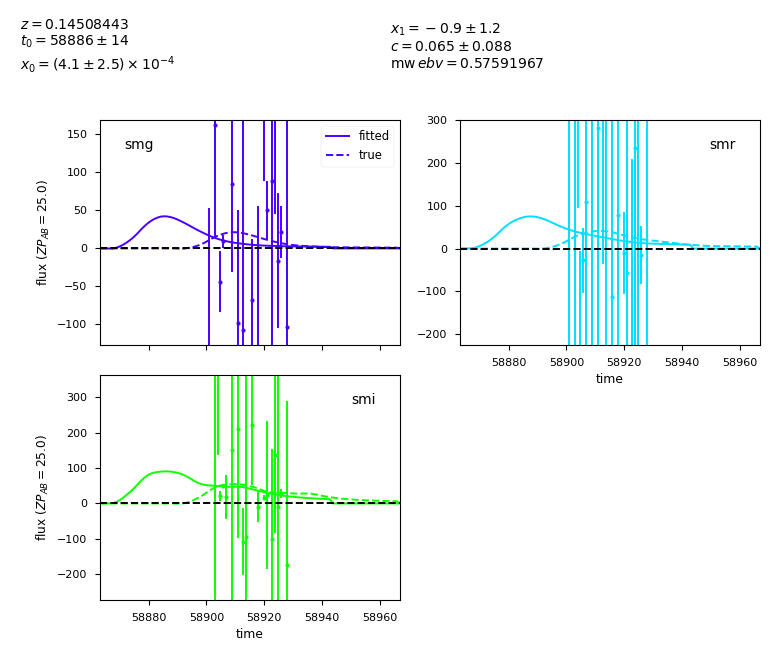 z = 0.14508443
t₀ = 58886 ± 14
x₀ = (4.1 ± 2.5) × 10⁻⁴
x₁ = −0.9 ± 1.2
c = 0.065 ± 0.088
mw ebv = 0.57591967
smg
fitted
true
150
100
50
0
−50
−100
flux (ZP_AB = 25.0)
smr
300
200
100
0
−100
−200
58880 58900 58920 58940 58960
time
smi
300
200
100
0
−100
−200
flux (ZP_AB = 25.0)
58880 58900 58920 58940 58960
time